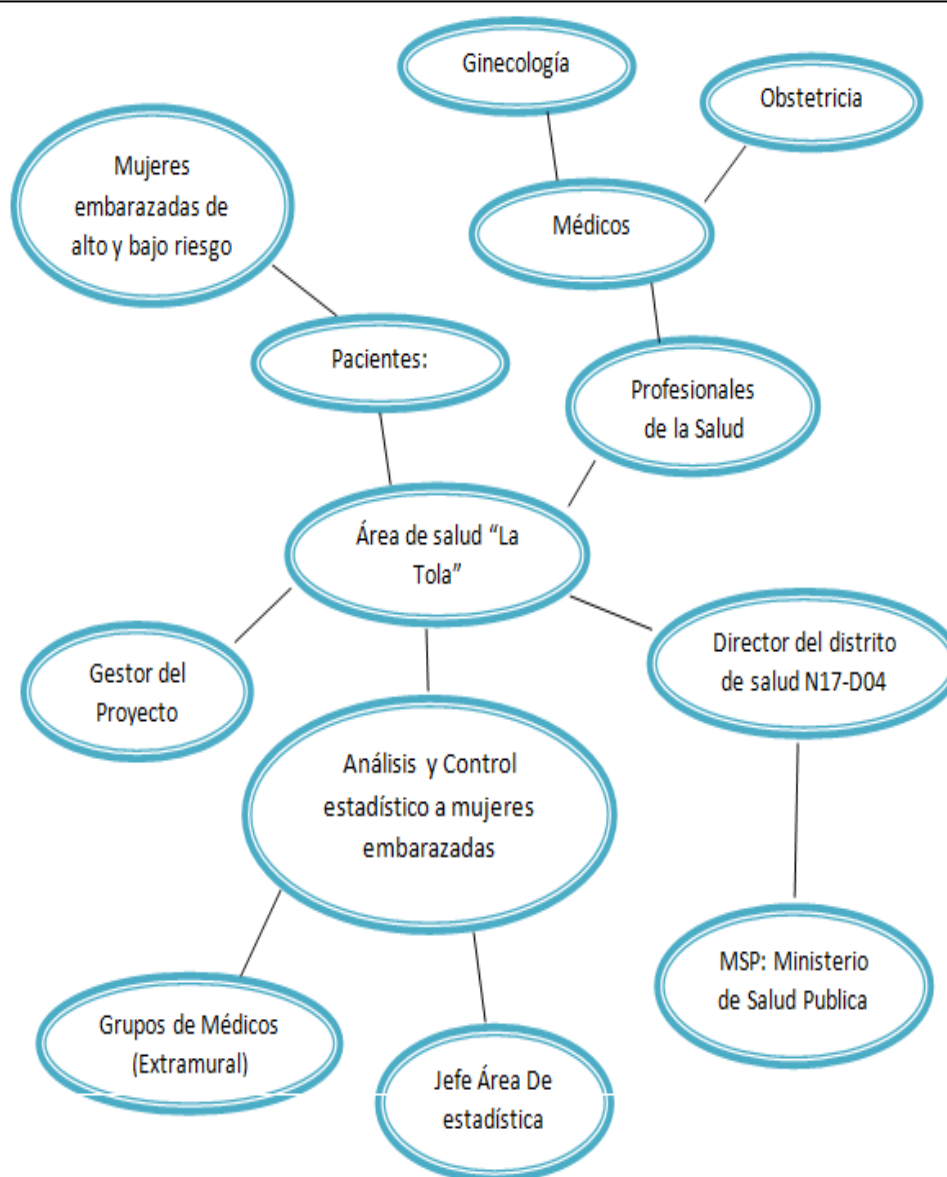 Ginecología
Obstetricia
Mujeres
embarazadas de
alto y bajo riesgo
Médicos
Pacientes:
Profesionales
de la Salud
Área de salud “La
Tola”
Gestor del
Proyecto
Director del distrito
de salud N17-D04
Análisis y Control
estadístico a mujeres
embarazadas
MSP: Ministerio
de Salud Publica
Grupos de Médicos
(Extramural)
Jefe Área De
estadística